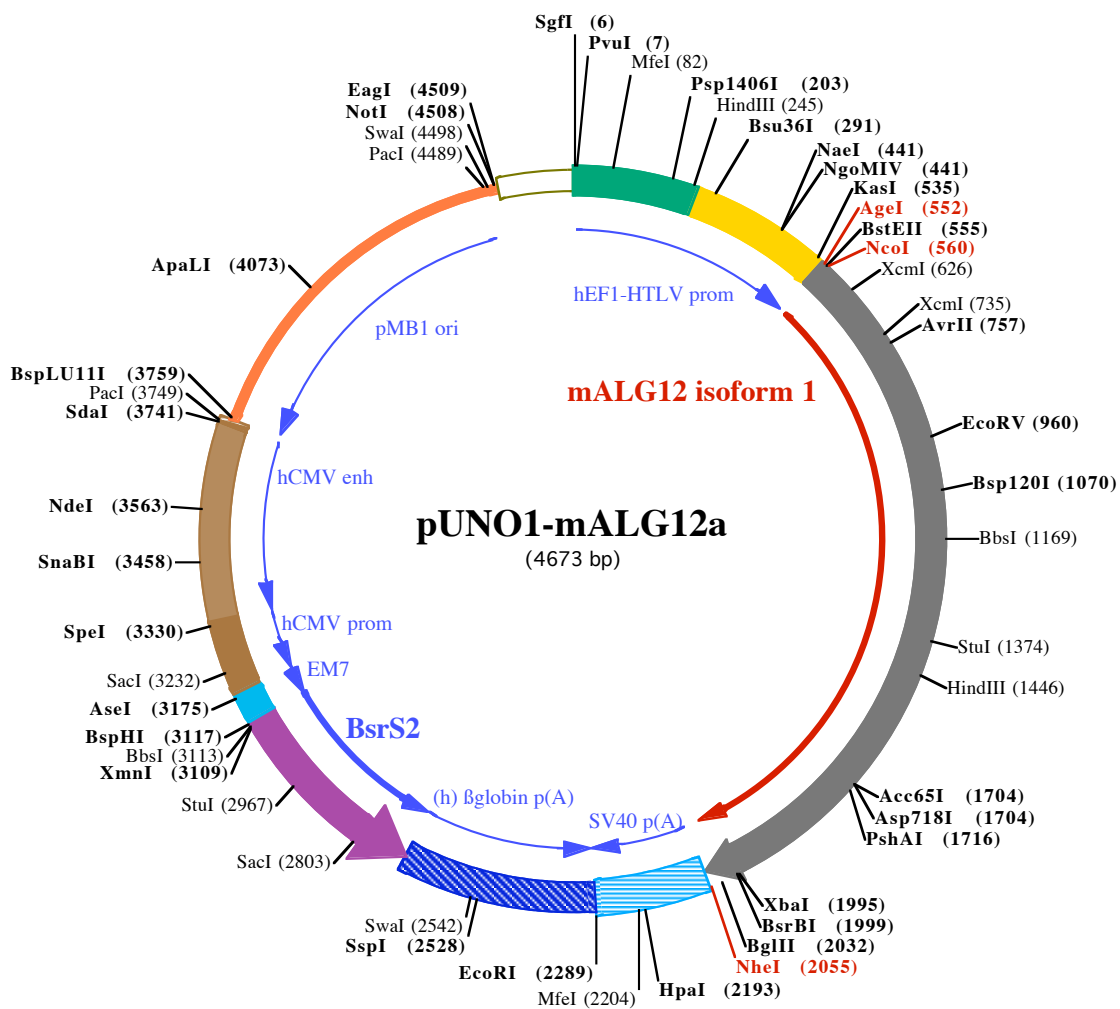 SgfI (6)
PvuI (7)
MfeI (82)
Psp1406I (203)
HindIII (245)
Bsu36I (291)
NaeI (441)
NgoMIV (441)
KasI (535)
AgeI (552)
BstEII (555)
NcoI (560)
XcmI (626)
XcmI (735)
AvrII (757)
EcoRV (960)
Bsp120I (1070)
BbsI (1169)
StuI (1374)
HindIII (1446)
Acc65I (1704)
Asp718I (1704)
PshAI (1716)
XbaI (1995)
BsrBI (1999)
BglII (2032)
NheI (2055)
HpaI (2193)
MfeI (2204)
EcoRI (2289)
SspI (2528)
SwaI (2542)
SacI (2803)
StuI (2967)
XmnI (3109)
BbsI (3113)
BspHI (3117)
AseI (3175)
SacI (3232)
SpeI (3330)
SnaBI (3458)
NdeI (3563)
SdaI (3741)
PacI (3749)
BspLU11I (3759)
ApaLI (4073)
PacI (4489)
SwaI (4498)
NotI (4508)
EagI (4509)
hEF1-HTLV prom
pMB1 ori
mALG12 isoform 1
hCMV enh
pUNO1-mALG12a
(4673 bp)
hCMV prom
EM7
BsrS2
(h) ßglobin p(A)
SV40 p(A)